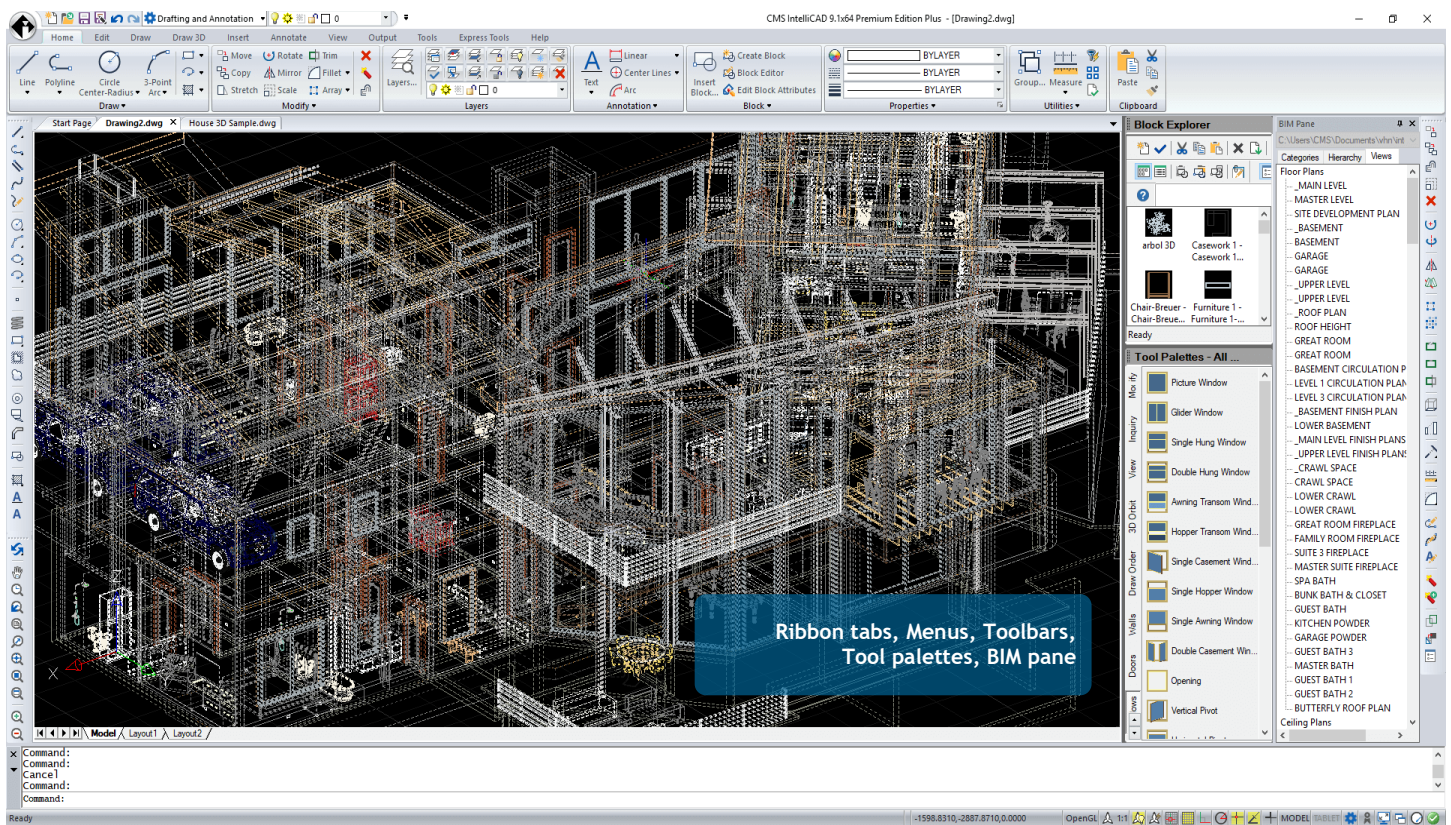 Drafting and Annotation
0
CMS IntelliCAD 9.1x64 Premium Edition Plus - [Drawing2.dwg]
Home Edit Draw Draw 3D Insert Annotate View Output Tools Express Tools Help
Line Polyline Circle Center-Radius 3-Point Arc
Move Rotate Trim
Copy Mirror Fillet
Stretch Scale Array
Layers...
0
Text
Linear
Center Lines
Arc
Insert Block...
Create Block
Block Editor
Edit Block Attributes
BYLAYER
BYLAYER
BYLAYER
Group... Measure
Paste
Draw Modify Layers Annotation Block Properties Utilities Clipboard
Start Page Drawing2.dwg House 3D Sample.dwg
Block Explorer
arbol 3D
Casework 1 -
Casework 1...
Chair-Breuer -
Chair-Breue...
Furniture 1 -
Furniture 1-...
Ready
Tool Palettes - All ...
Modify
Inquiry
View
3D Orbit
Draw Order
Walls
Doors
Picture Window
Glider Window
Single Hung Window
Double Hung Window
Awning Transom Wind...
Hopper Transom Wind...
Single Casement Wind...
Single Hopper Window
Single Awning Window
Double Casement Win...
Opening
Vertical Pivot
BIM Pane
C:\Users\CMS\Documents\vhn\int
Categories Hierarchy Views
Floor Plans
_MAIN LEVEL
MASTER LEVEL
SITE DEVELOPMENT PLAN
_BASEMENT
BASEMENT
GARAGE
GARAGE
_UPPER LEVEL
_UPPER LEVEL
_ROOF PLAN
ROOF HEIGHT
GREAT ROOM
GREAT ROOM
BASEMENT CIRCULATION P
LEVEL 1 CIRCULATION PLAN
LEVEL 3 CIRCULATION PLAN
_BASEMENT FINISH PLAN
LOWER BASEMENT
_MAIN LEVEL FINISH PLANS
_UPPER LEVEL FINISH PLANS
_CRAWL SPACE
CRAWL SPACE
LOWER CRAWL
LOWER CRAWL
GREAT ROOM FIREPLACE
FAMILY ROOM FIREPLACE
SUITE 3 FIREPLACE
MASTER SUITE FIREPLACE
SPA BATH
BUNK BATH & CLOSET
GUEST BATH
KITCHEN POWDER
GARAGE POWDER
GUEST BATH 3
MASTER BATH
GUEST BATH 1
GUEST BATH 2
BUTTERFLY ROOF PLAN
Ceiling Plans
Z
X
Ribbon tabs, Menus, Toolbars,
Tool palettes, BIM pane
Model Layout1 Layout2
Command:
Command:
Cancel
Command:
Command:
Ready
-1598.8310,-2887.8710,0.0000 OpenGL 1:1 MODEL TABLET